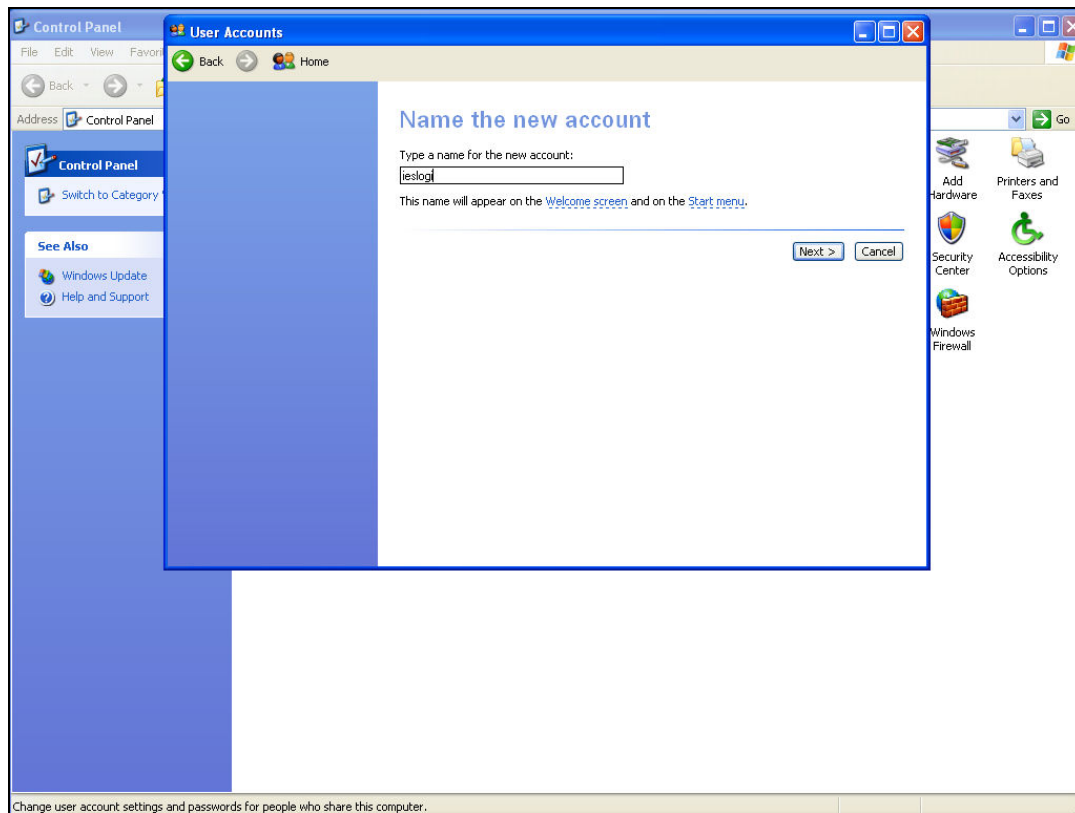 Control Panel
User Accounts
File Edit View Favori
Back Home
Back
Address Control Panel
Go
Control Panel
Switch to Category
See Also
Windows Update
Help and Support
Name the new account
Type a name for the new account:
ieslogi
This name will appear on the Welcome screen and on the Start menu.
Next > Cancel
Add
Hardware
Printers and
Faxes
Security
Center
Accessibility
Options
Windows
Firewall
Change user account settings and passwords for people who share this computer.